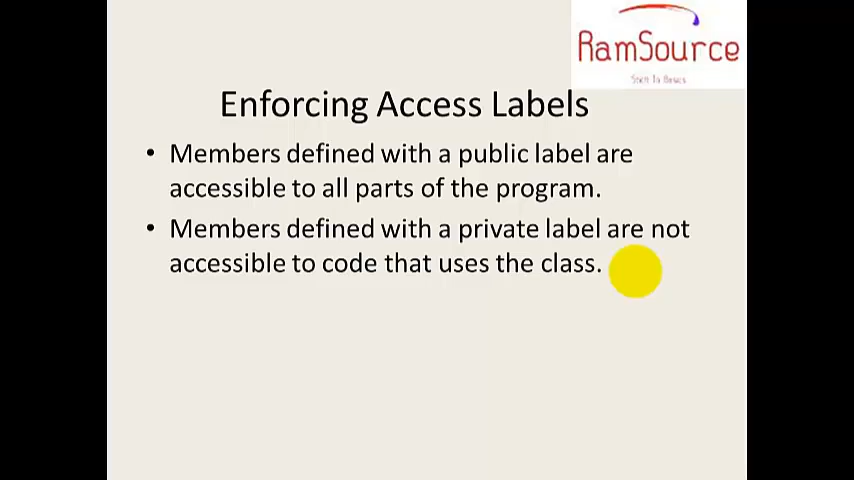 RamSource
Enforcing Access Labels
• Members defined with a public label are
accessible to all parts of the program.
• Members defined with a private label are not
accessible to code that uses the class.